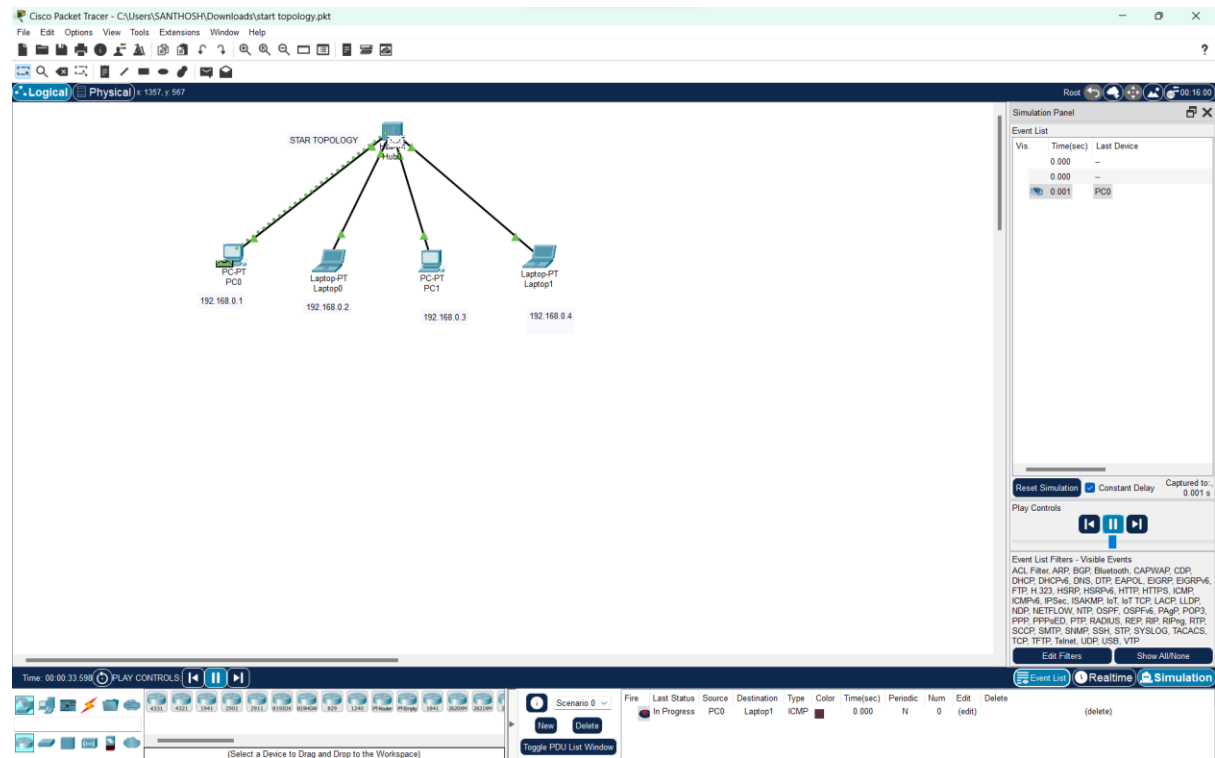 Cisco Packet Tracer - C:\Users\SANTHOSH\Downloads\start topology.pkt
File Edit Options View Tools Extensions Window Help
?
Logical Physical x: 1357, y: 567
Root 00:16:00
STAR TOPOLOGY
Hub0
PC-PT
PC0
192.168.0.1
Laptop-PT
Laptop0
192.168.0.2
PC-PT
PC1
192.168.0.3
Laptop-PT
Laptop1
192.168.0.4
Simulation Panel
Event List
Vis. Time(sec) Last Device
0.000 --
0.000 --
0.001 PC0
Reset Simulation Constant Delay Captured to:
0.001 s
Play Controls
Event List Filters - Visible Events
ACL Filter, ARP, BGP, Bluetooth, CAPWAP, CDP,
DHCP, DHCPv6, DNS, DTP, EAPOL, EIGRP, EIGRPv6,
FTP, H.323, HSRP, HSRPv6, HTTP, HTTPS, ICMP,
ICMPv6, IPSec, ISAKMP, IoT, IoT TCP, LACP, LLDP,
NDP, NETFLOW, NTP, OSPF, OSPFv6, PAgP, POP3,
PPP, PPPoED, PTP, RADIUS, REP, RIP, RIPng, RTP,
SCCP, SMTP, SNMP, SSH, STP, SYSLOG, TACACS,
TCP, TFTP, Telnet, UDP, USB, VTP
Edit Filters Show All/None
Time: 00:00:33.598 PLAY CONTROLS:
Event List Realtime Simulation
4331 4321 1941 2901 2911 819IOX 819HGW 829 1240 PT-Router PT-Empty 1841 2620XM 2621XM
(Select a Device to Drag and Drop to the Workspace)
Scenario 0
New Delete
Toggle PDU List Window
Fire Last Status Source Destination Type Color Time(sec) Periodic Num Edit Delete
In Progress PC0 Laptop1 ICMP 0.000 N 0 (edit) (delete)